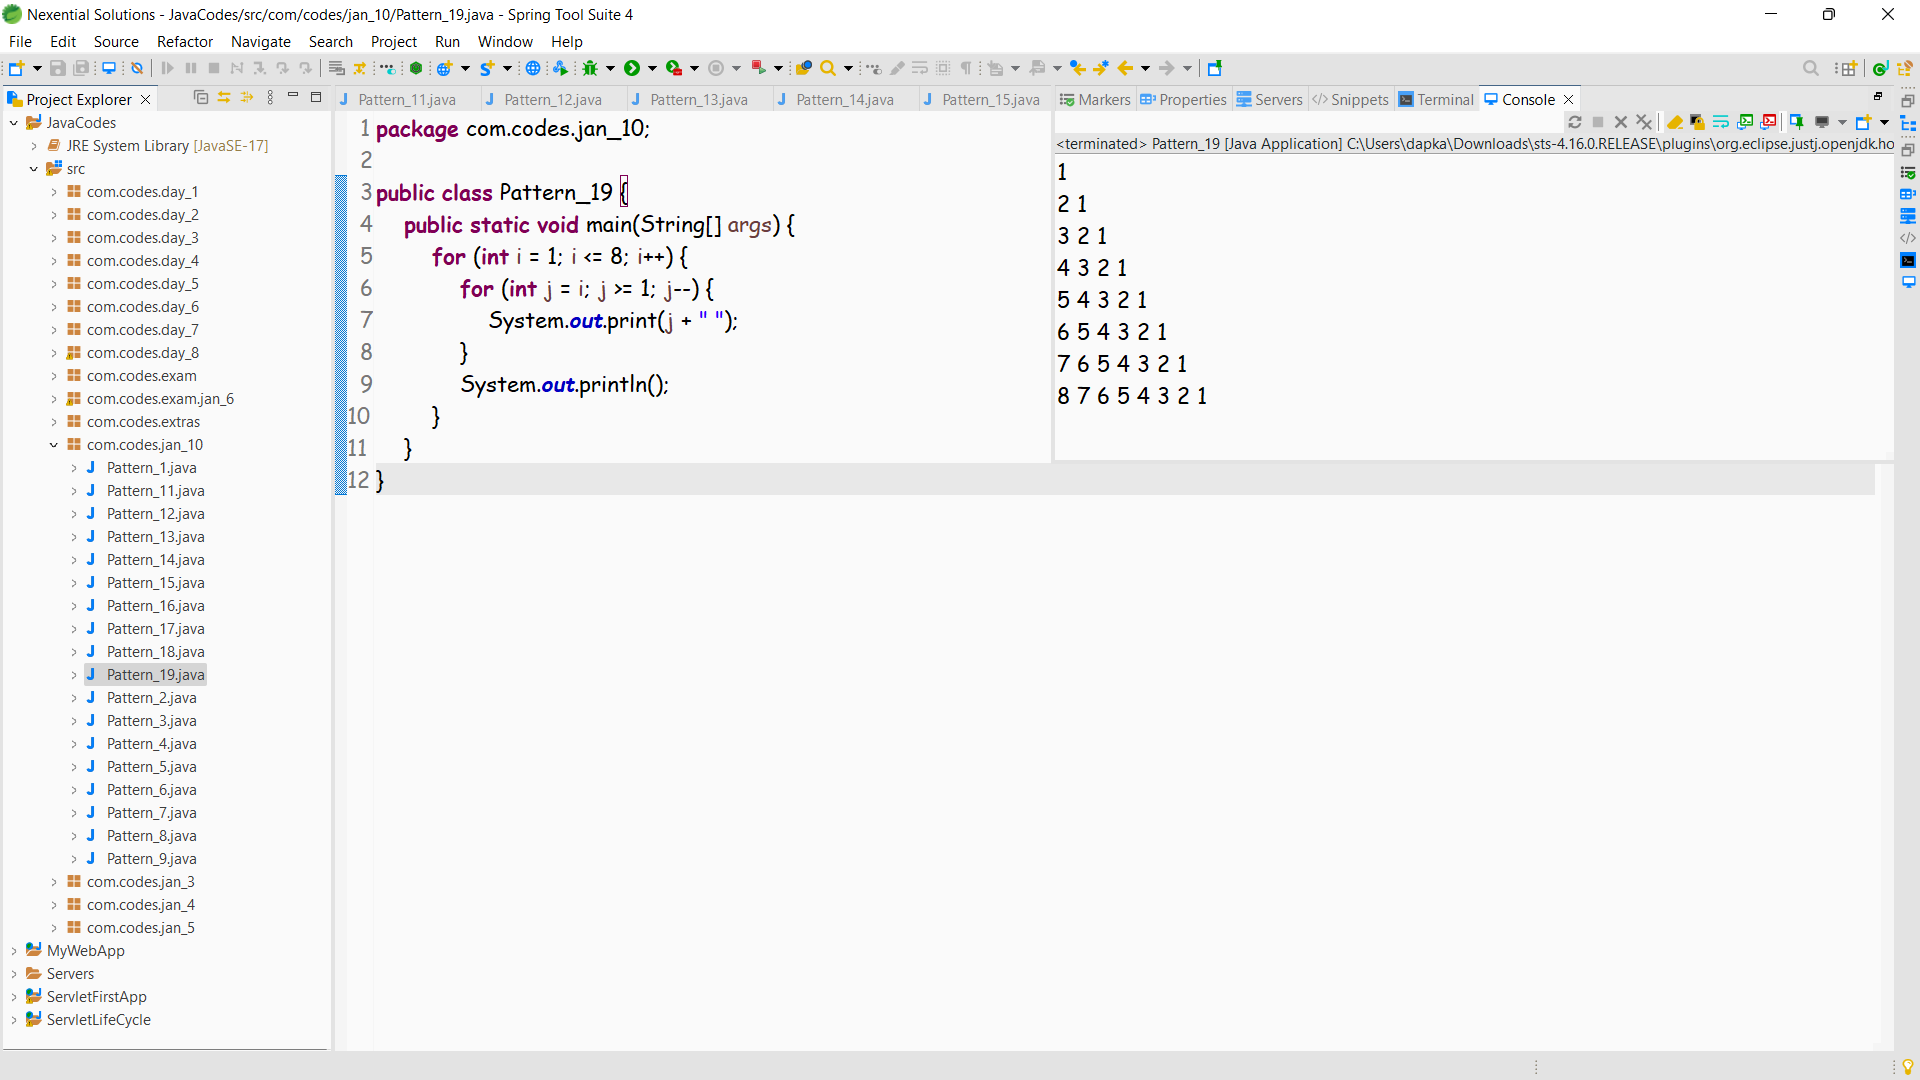 Nexential Solutions - JavaCodes/src/com/codes/jan_10/Pattern_19.java - Spring Tool Suite 4
File Edit Source Refactor Navigate Search Project Run Window Help
Project Explorer
JavaCodes
JRE System Library [JavaSE-17]
src
com.codes.day_1
com.codes.day_2
com.codes.day_3
com.codes.day_4
com.codes.day_5
com.codes.day_6
com.codes.day_7
com.codes.day_8
com.codes.exam
com.codes.exam.jan_6
com.codes.extras
com.codes.jan_10
Pattern_1.java
Pattern_11.java
Pattern_12.java
Pattern_13.java
Pattern_14.java
Pattern_15.java
Pattern_16.java
Pattern_17.java
Pattern_18.java
Pattern_19.java
Pattern_2.java
Pattern_3.java
Pattern_4.java
Pattern_5.java
Pattern_6.java
Pattern_7.java
Pattern_8.java
Pattern_9.java
com.codes.jan_3
com.codes.jan_4
com.codes.jan_5
MyWebApp
Servers
ServletFirstApp
ServletLifeCycle
Pattern_11.java Pattern_12.java Pattern_13.java Pattern_14.java Pattern_15.java
1 package com.codes.jan_10;
2
3 public class Pattern_19 {
4 public static void main(String[] args) {
5 for (int i = 1; i <= 8; i++) {
6 for (int j = i; j >= 1; j--) {
7 System.out.print(j + " ");
8 }
9 System.out.println();
10 }
11 }
12 }
Markers Properties Servers Snippets Terminal Console
<terminated> Pattern_19 [Java Application] C:\Users\dapka\Downloads\sts-4.16.0.RELEASE\plugins\org.eclipse.justj.openjdk.ho
1
2 1
3 2 1
4 3 2 1
5 4 3 2 1
6 5 4 3 2 1
7 6 5 4 3 2 1
8 7 6 5 4 3 2 1